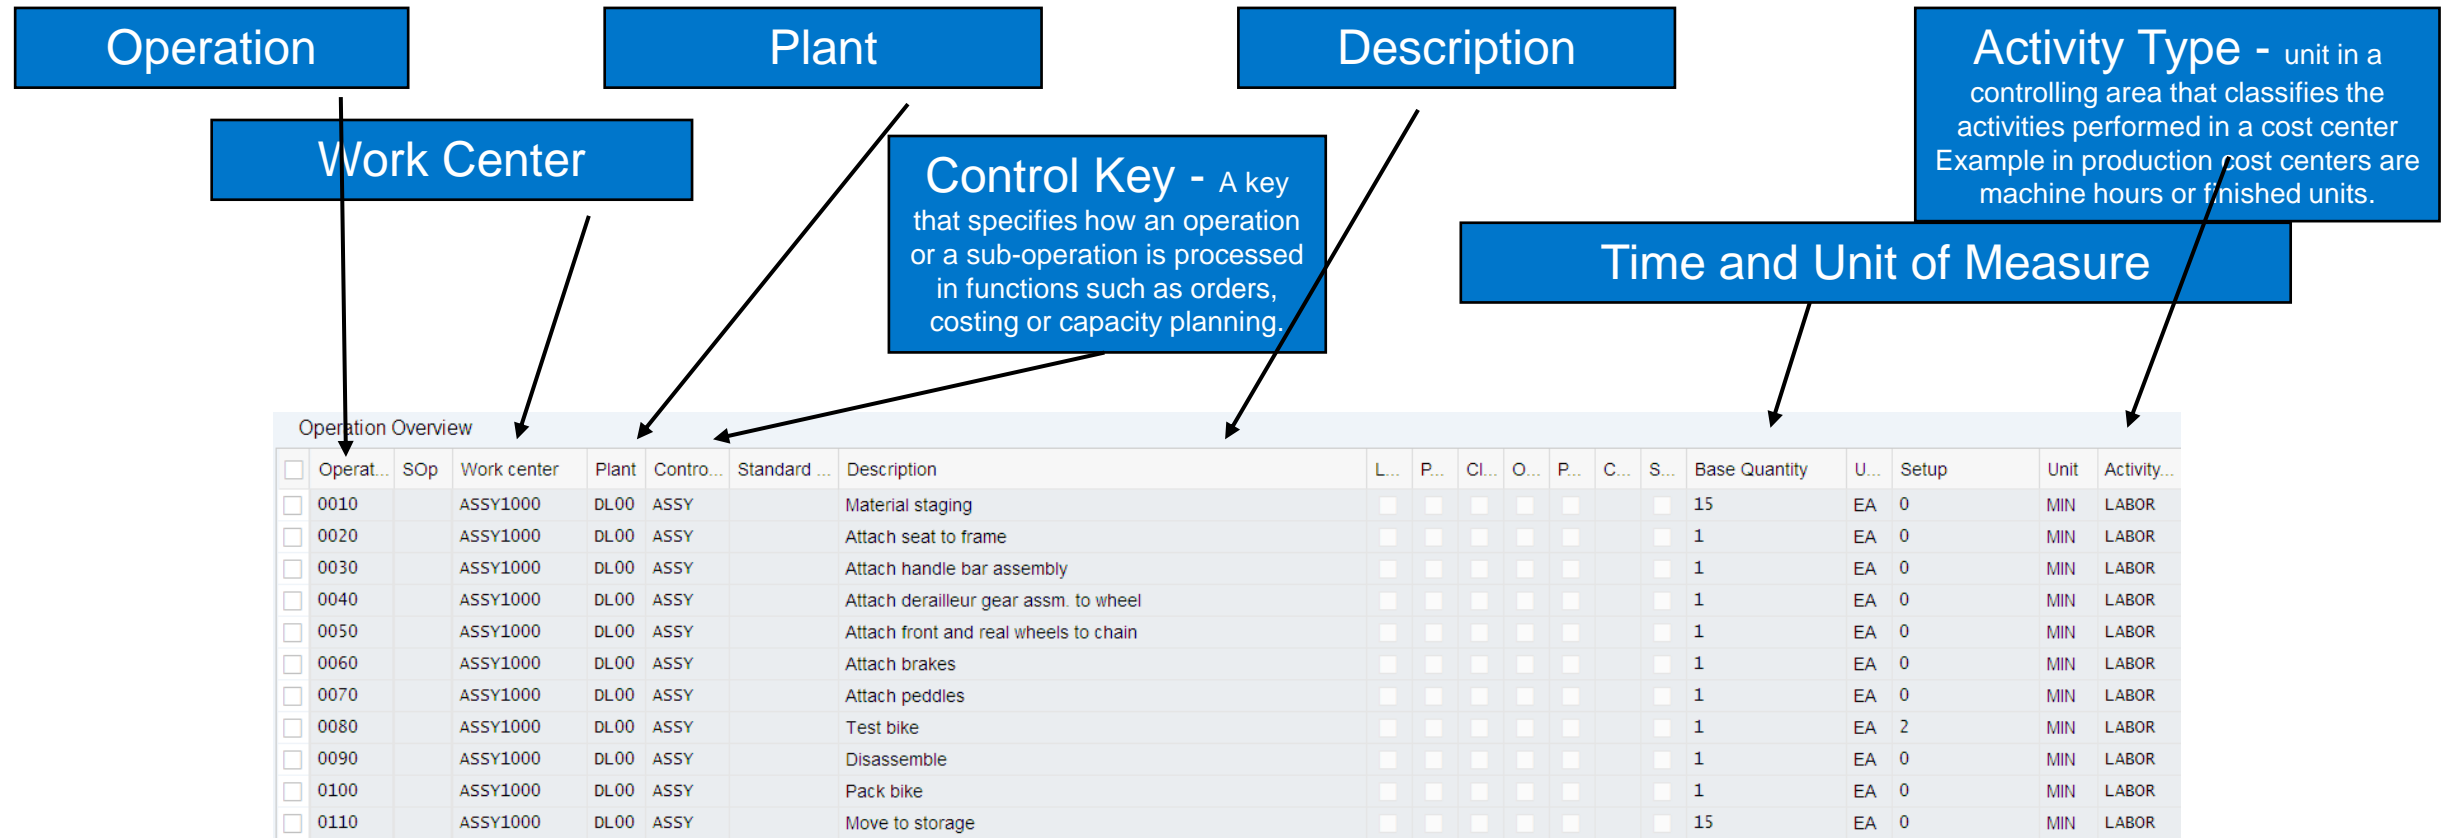 Operation
Plant
Description
Activity Type - unit in a
controlling area that classifies the
activities performed in a cost center
Example in production cost centers are
machine hours or finished units.
Work Center
Control Key - A key
that specifies how an operation
or a sub-operation is processed
in functions such as orders,
costing or capacity planning.
Time and Unit of Measure
Operation Overview
Operat... SOp Work center Plant Contro... Standard ... Description L... P... Cl... O... P... C... S... Base Quantity U... Setup Unit Activity...
0010 ASSY1000 DL00 ASSY Material staging 15 EA 0 MIN LABOR
0020 ASSY1000 DL00 ASSY Attach seat to frame 1 EA 0 MIN LABOR
0030 ASSY1000 DL00 ASSY Attach handle bar assembly 1 EA 0 MIN LABOR
0040 ASSY1000 DL00 ASSY Attach derailleur gear assm. to wheel 1 EA 0 MIN LABOR
0050 ASSY1000 DL00 ASSY Attach front and real wheels to chain 1 EA 0 MIN LABOR
0060 ASSY1000 DL00 ASSY Attach brakes 1 EA 0 MIN LABOR
0070 ASSY1000 DL00 ASSY Attach peddles 1 EA 0 MIN LABOR
0080 ASSY1000 DL00 ASSY Test bike 1 EA 2 MIN LABOR
0090 ASSY1000 DL00 ASSY Disassemble 1 EA 0 MIN LABOR
0100 ASSY1000 DL00 ASSY Pack bike 1 EA 0 MIN LABOR
0110 ASSY1000 DL00 ASSY Move to storage 15 EA 0 MIN LABOR